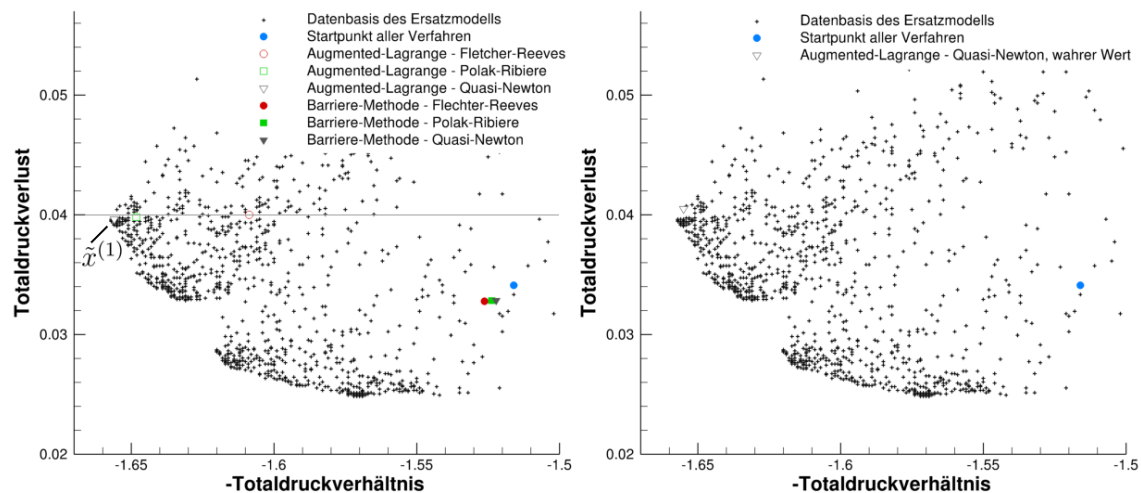 Datenbasis des Ersatzmodells
Startpunkt aller Verfahren
Augmented-Lagrange - Fletcher-Reeves
Augmented-Lagrange - Polak-Ribiere
Augmented-Lagrange - Quasi-Newton
Barriere-Methode - Flechter-Reeves
Barriere-Methode - Polak-Ribiere
Barriere-Methode - Quasi-Newton
Totaldruckverlust
0.05
0.04
0.03
0.02
x̃⁽¹⁾
-1.65
-1.6
-1.55
-1.5
-Totaldruckverhältnis
Datenbasis des Ersatzmodells
Startpunkt aller Verfahren
Augmented-Lagrange - Quasi-Newton, wahrer Wert
Totaldruckverlust
0.05
0.04
0.03
0.02
-1.65
-1.6
-1.55
-1.5
-Totaldruckverhältnis